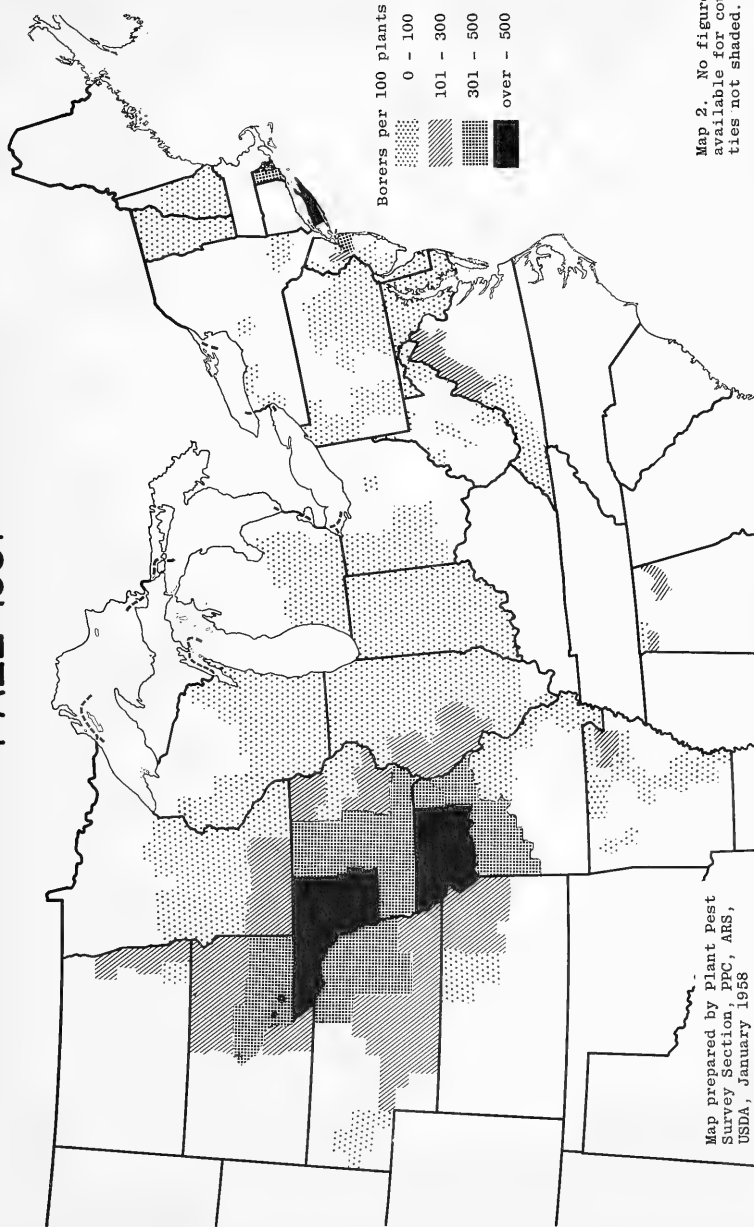 Borers per 100 plants
0 - 100
101 - 300
301 - 500
over - 500
Map 2. No figur
available for co
ties not shaded.
Map prepared by Plant Pest
Survey Section, PPC, ARS,
USDA, January 1958